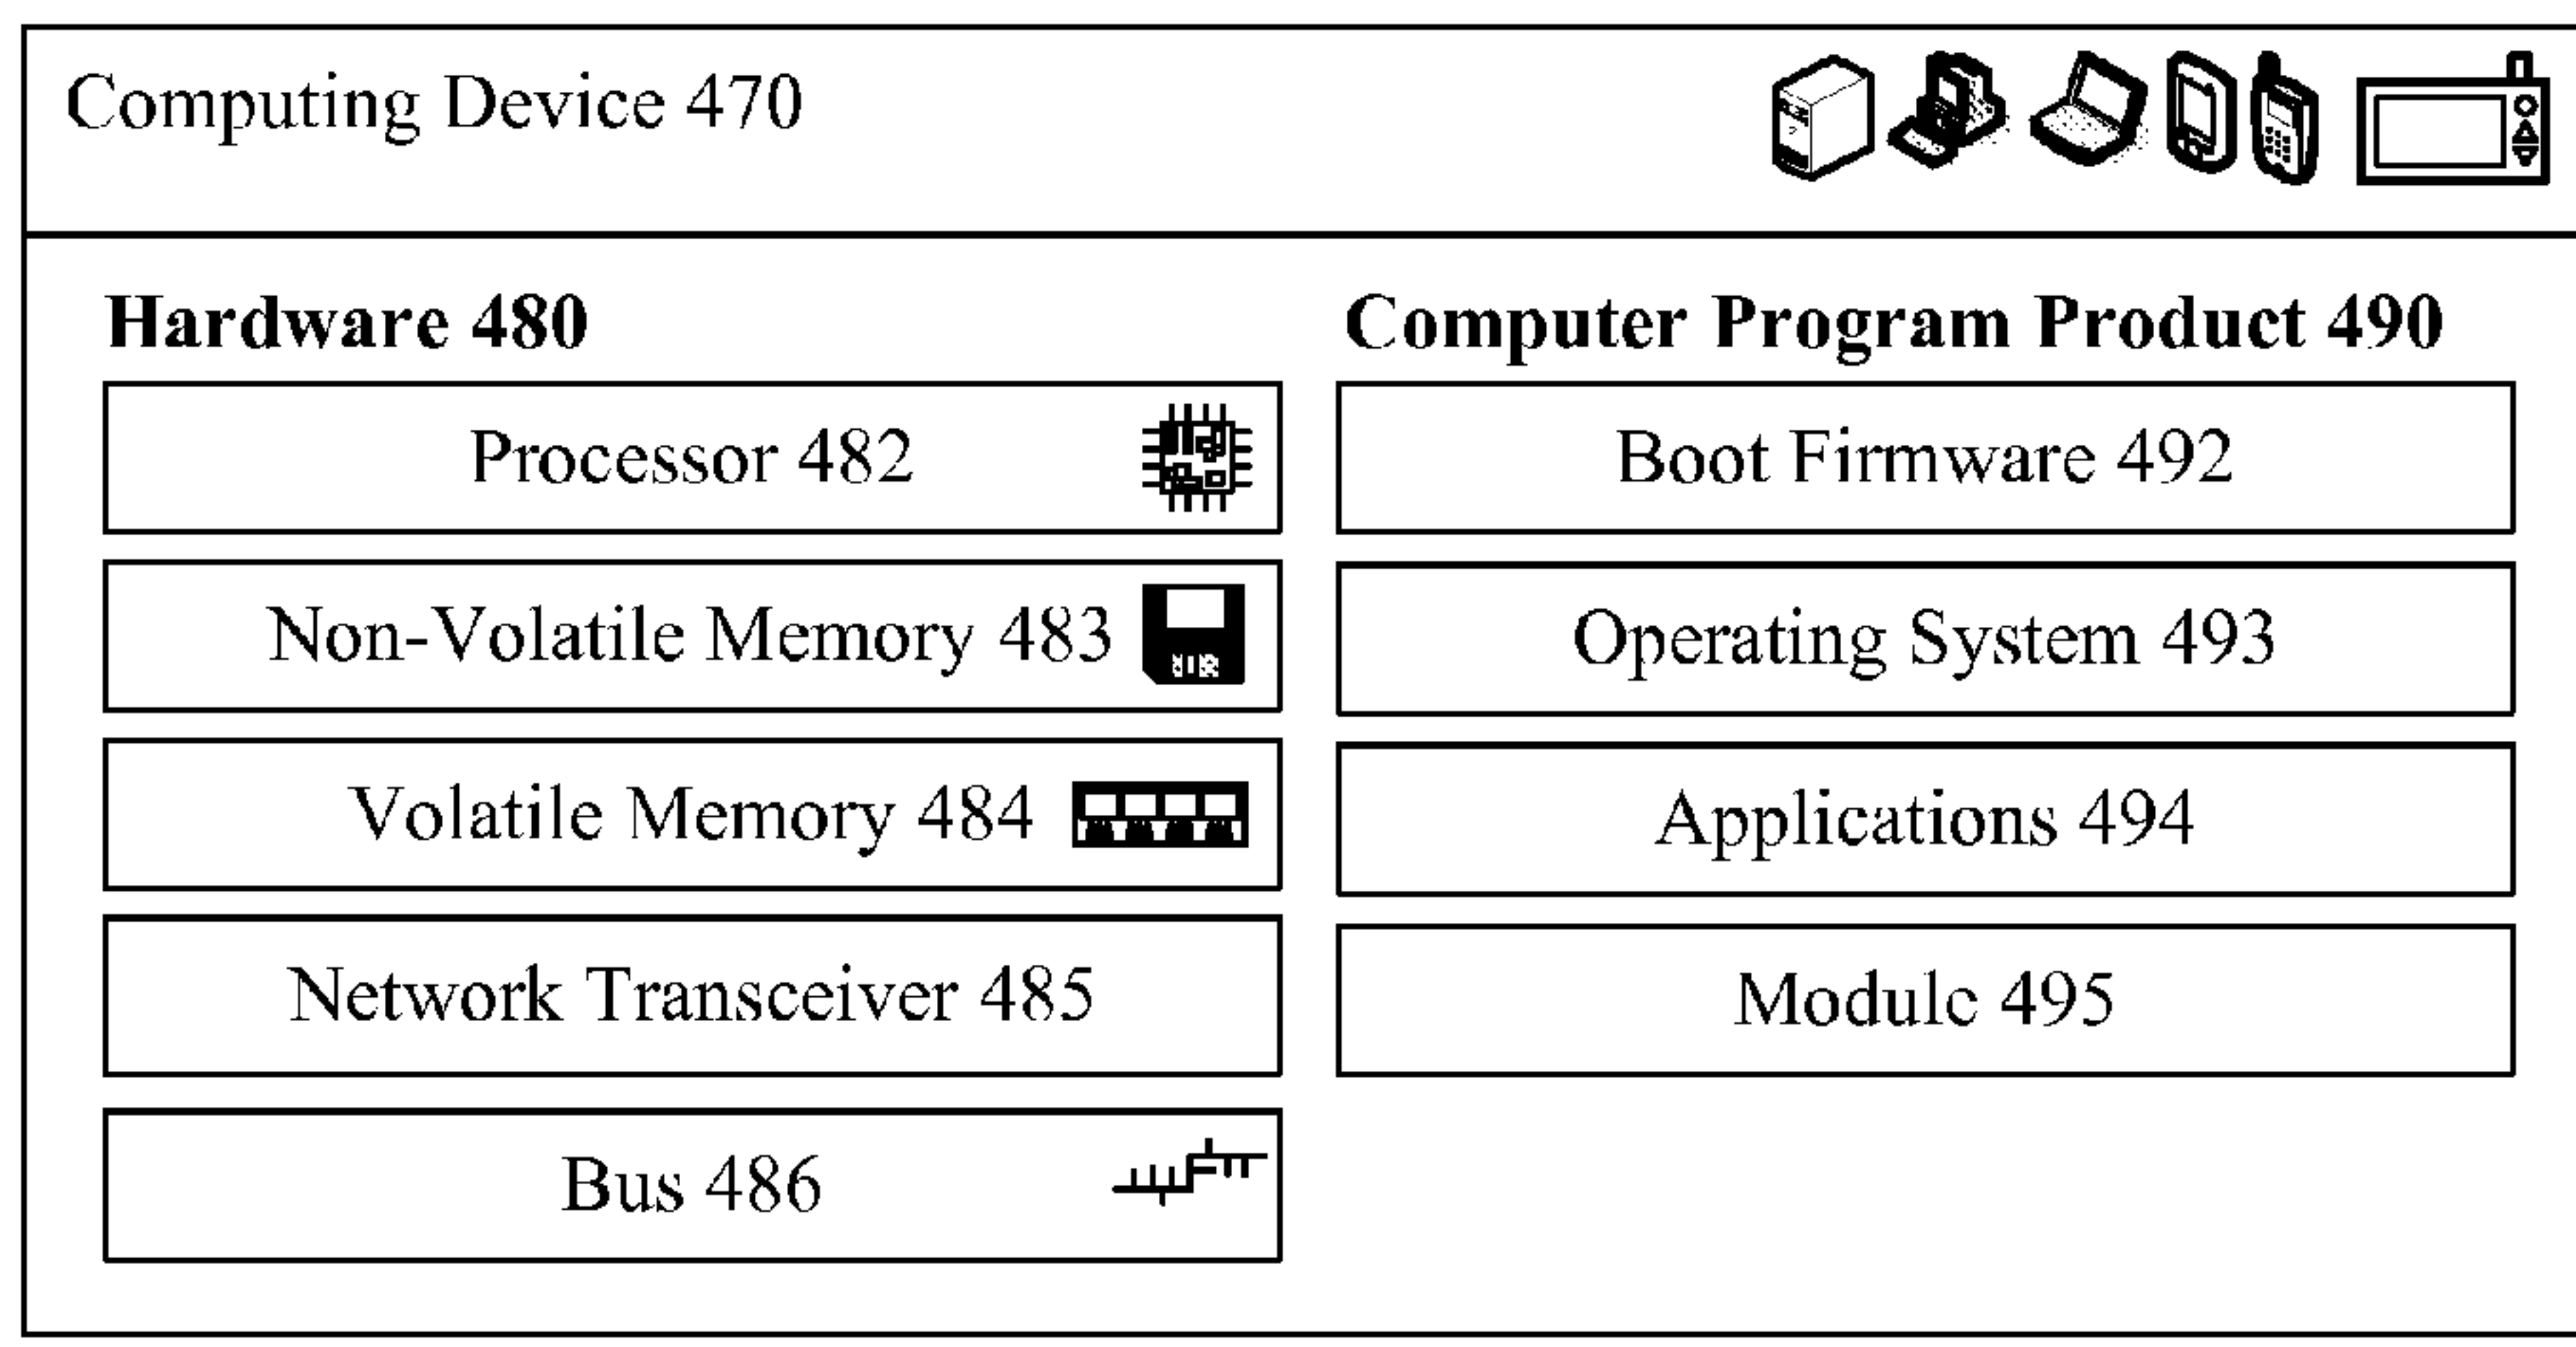 Computing Device 470
Hardware 480
Processor 482
Non-Volatile Memory 483
Volatile Memory 484
Network Transceiver 485
Bus 486
Computer Program Product 490
Boot Firmware 492
Operating System 493
Applications 494
Module 495